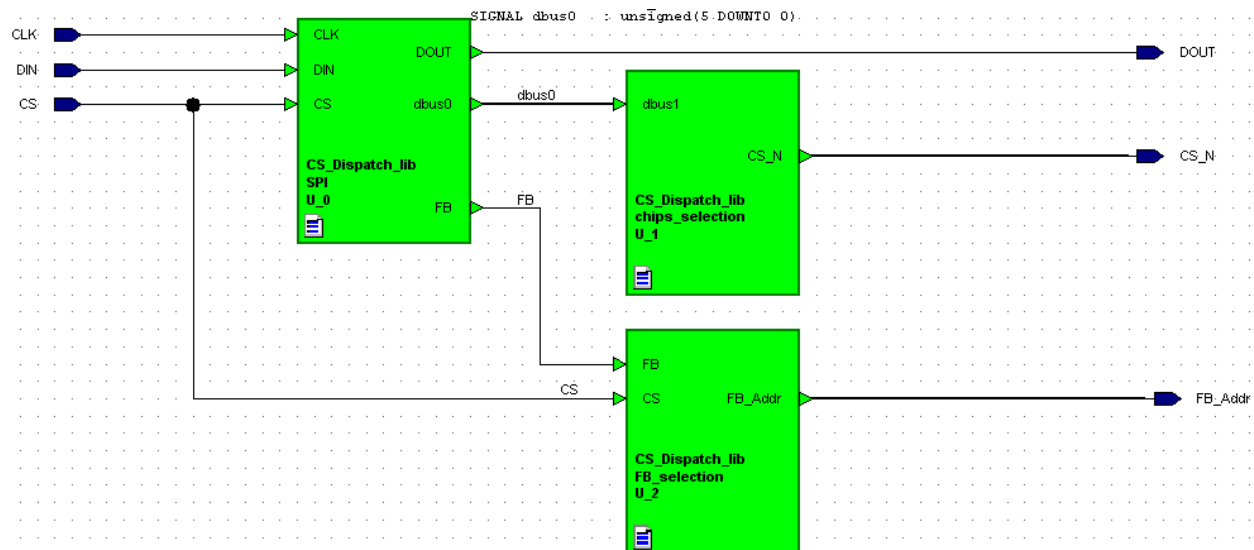 SIGNAL dbus0 : unsigned(5 DOWNTO 0)
CLK
CLK
DOUT
DOUT
DIN
DIN
CS
CS
dbus0
dbus0
dbus1
CS_N
CS_N
CS_Dispatch_lib
SPI
U_0
FB
FB
CS_Dispatch_lib
chips_selection
U_1
FB
CS
CS
FB_Addr
FB_Addr
CS_Dispatch_lib
FB_selection
U_2